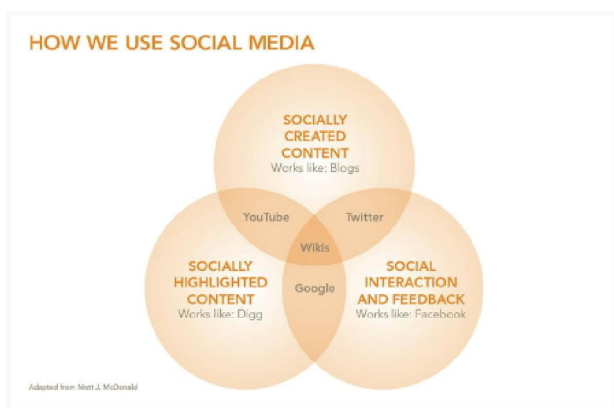 HOW WE USE SOCIAL MEDIA
SOCIALLY
CREATED
CONTENT
Works like: Blogs
YouTube
Twitter
Wikis
SOCIALLY
HIGHLIGHTED
CONTENT
Works like: Digg
Google
SOCIAL
INTERACTION
AND FEEDBACK
Works like: Facebook
Adapted from Matt J. McDonald